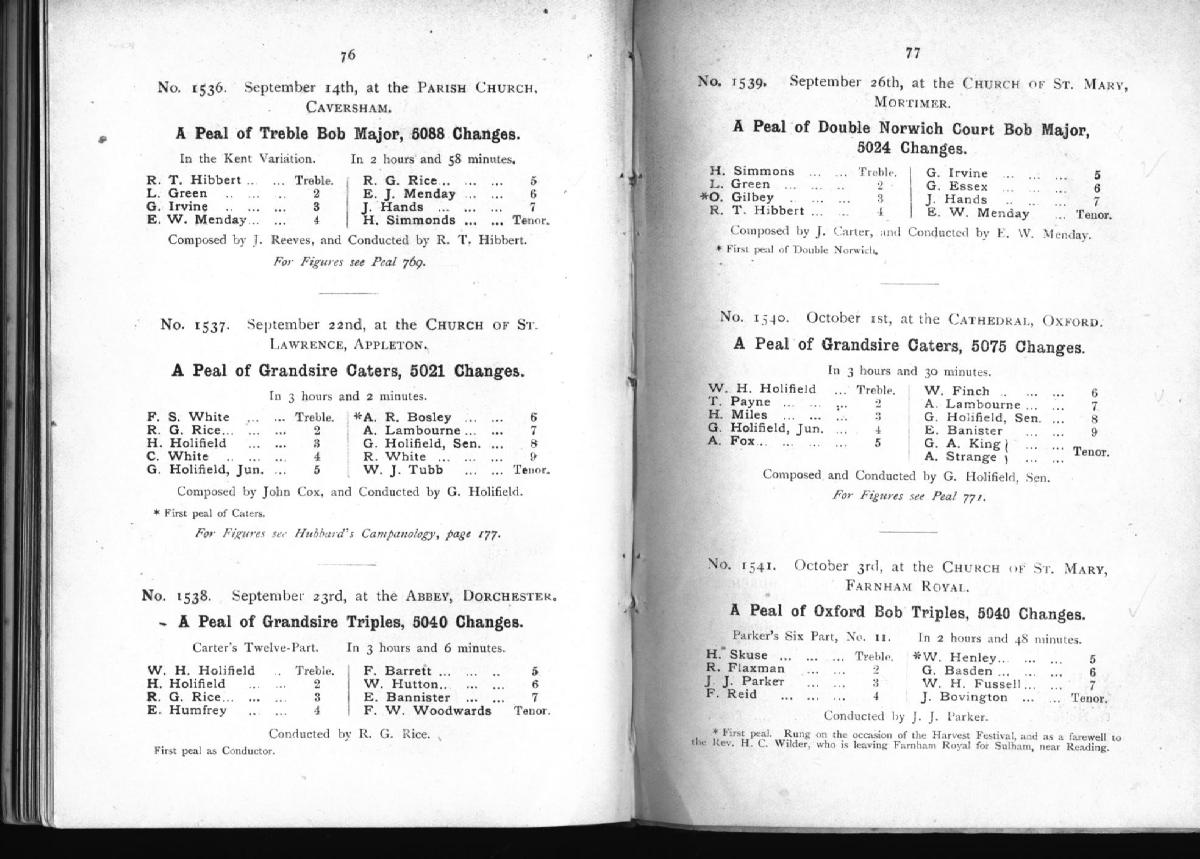 76
No. 1536. September 14th, at the PARISH CHURCH,
CAVERSHAM.
A Peal of Treble Bob Major, 5088 Changes.
In the Kent Variation. In 2 hours and 58 minutes.
R. T. Hibbert ... ... Treble. R. G. Rice ... ... ... 5
L. Green ... ... ... 2 E. J. Menday ... ... 6
G. Irvine ... ... ... 3 J. Hands ... ... ... 7
E. W. Menday ... ... 4 H. Simmonds ... ... Tenor.
Composed by J. Reeves, and Conducted by R. T. Hibbert.
For Figures see Peal 769.
No. 1537. September 22nd, at the CHURCH OF ST.
LAWRENCE, APPLETON.
A Peal of Grandsire Caters, 5021 Changes.
In 3 hours and 2 minutes.
F. S. White ... ... Treble. *A. R. Bosley ... ... 6
R. G. Rice ... ... ... 2 A. Lambourne ... ... 7
H. Holifield ... ... 3 G. Holifield, Sen. ... 8
C. White ... ... ... 4 R. White ... ... ... 9
G. Holifield, Jun. ... 5 W. J. Tubb ... ... Tenor.
Composed by John Cox, and Conducted by G. Holifield.
* First peal of Caters.
For Figures see Hubbard's Campanology, page 177.
No. 1538. September 23rd, at the ABBEY, DORCHESTER.
A Peal of Grandsire Triples, 5040 Changes.
Carter's Twelve-Part. In 3 hours and 6 minutes.
W. H. Holifield .. Treble. F. Barrett ... ... .. 5
H. Holifield ... ... 2 W. Hutton ... ... ... 6
R. G. Rice ... ... ... 3 E. Bannister ... ... 7
E. Humfrey ... ... 4 F. W. Woodwards Tenor.
Conducted by R. G. Rice.
First peal as Conductor.
77
No. 1539. September 26th, at the CHURCH OF ST. MARY,
MORTIMER.
A Peal of Double Norwich Court Bob Major,
5024 Changes.
H. Simmons ... ... Treble. G. Irvine ... ... ... 5
L. Green ... ... ... 2 G. Essex ... ... ... 6
*O. Gilbey ... ... ... 3 J. Hands ... ... ... 7
R. T. Hibbert ... ... 4 E. W. Menday ... Tenor.
Composed by J. Carter, and Conducted by E. W. Menday.
* First peal of Double Norwich.
No. 1540. October 1st, at the CATHEDRAL, OXFORD.
A Peal of Grandsire Caters, 5075 Changes.
In 3 hours and 30 minutes.
W. H. Holifield ... Treble. W. Finch ... ... ... 6
T. Payne ... ... ... 2 A. Lambourne ... ... 7
H. Miles ... ... ... 3 G. Holifield, Sen. ... 8
G. Holifield, Jun. ... 4 E. Banister ... ... 9
A. Fox ... ... ... ... 5 G. A. King } ... ... Tenor.
A. Strange } ... ...
Composed and Conducted by G. Holifield, Sen.
For Figures see Peal 771.
No. 1541. October 3rd, at the CHURCH OF ST. MARY,
FARNHAM ROYAL.
A Peal of Oxford Bob Triples, 5040 Changes.
Parker's Six Part, No. 11. In 2 hours and 48 minutes.
H. Skuse ... ... ... Treble. *W. Henley ... ... ... 5
R. Flaxman ... ... 2 G. Basden ... ... ... 6
J. J. Parker ... ... 3 W. H. Fussell ... ... 7
F. Reid ... ... ... 4 J. Bovington ... ... Tenor.
Conducted by J. J. Parker.
* First peal. Rung on the occasion of the Harvest Festival, and as a farewell to
the Rev. H. C. Wilder, who is leaving Farnham Royal for Sulham, near Reading.